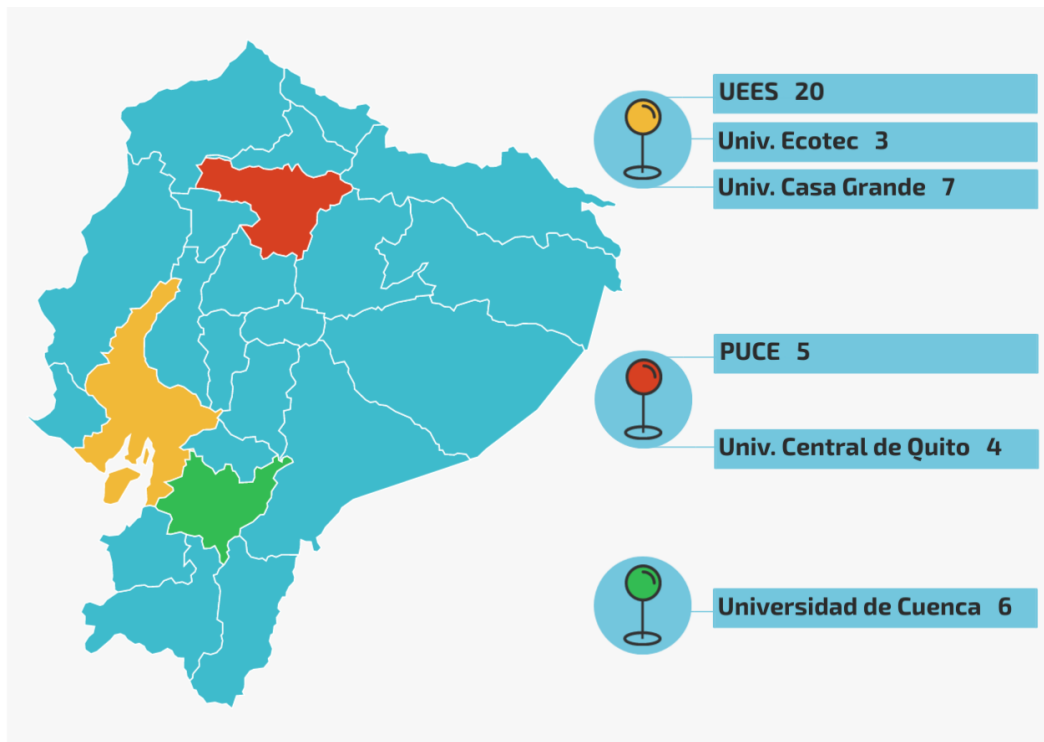 UEES 20
Univ. Ecotec 3
Univ. Casa Grande 7
PUCE 5
Univ. Central de Quito 4
Universidad de Cuenca 6